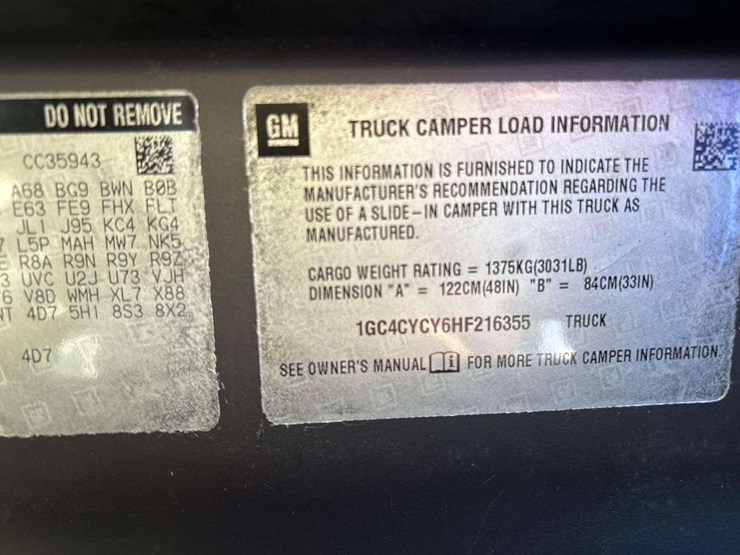 DO NOT REMOVE
CC35943
A68 BG9 BWN B0B
E63 FE9 FHX FLT
JL1 J95 KC4 KG4
7 L5P MAH MW7 NK5
E R8A R9N R9Y R9Z
3 UVC U2J U73 VJH
6 V8D WMH XL7 X88
NT 4D7 5H1 8S3 8X2
4D7
GM
TRUCK CAMPER LOAD INFORMATION
THIS INFORMATION IS FURNISHED TO INDICATE THE
MANUFACTURER'S RECOMMENDATION REGARDING THE
USE OF A SLIDE-IN CAMPER WITH THIS TRUCK AS
MANUFACTURED.
CARGO WEIGHT RATING = 1375KG(3031LB)
DIMENSION "A" = 122CM(48IN) "B" = 84CM(33IN)
1GC4CYCY6HF216355 TRUCK
SEE OWNER'S MANUAL FOR MORE TRUCK CAMPER INFORMATION.